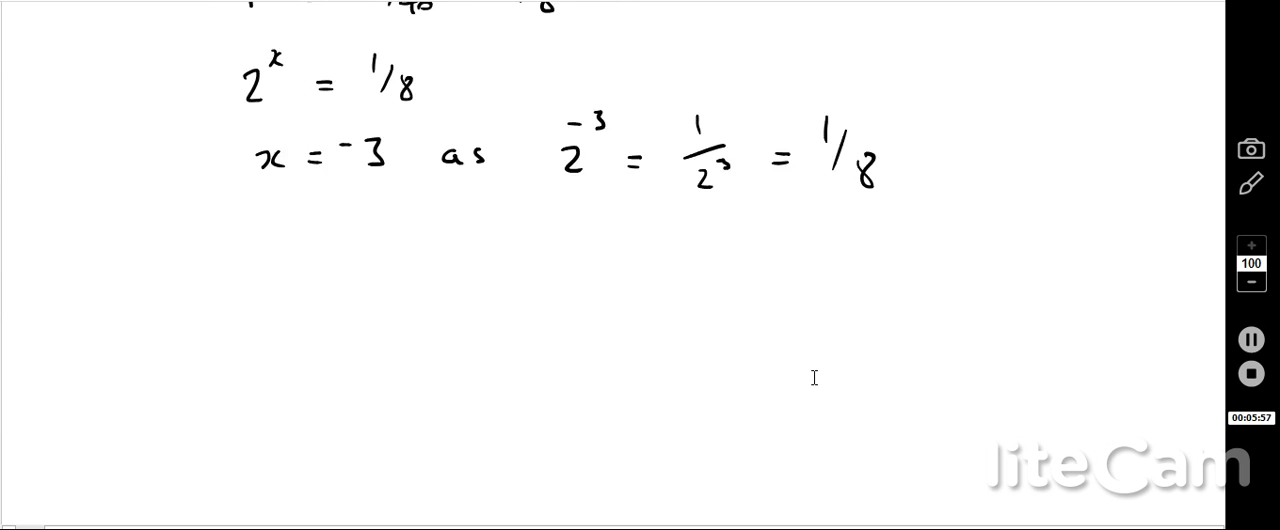 2^x = 1/8
x = -3 as 2^-3 = 1/2^3 = 1/8
+
100
-
00:05:57
liteCam